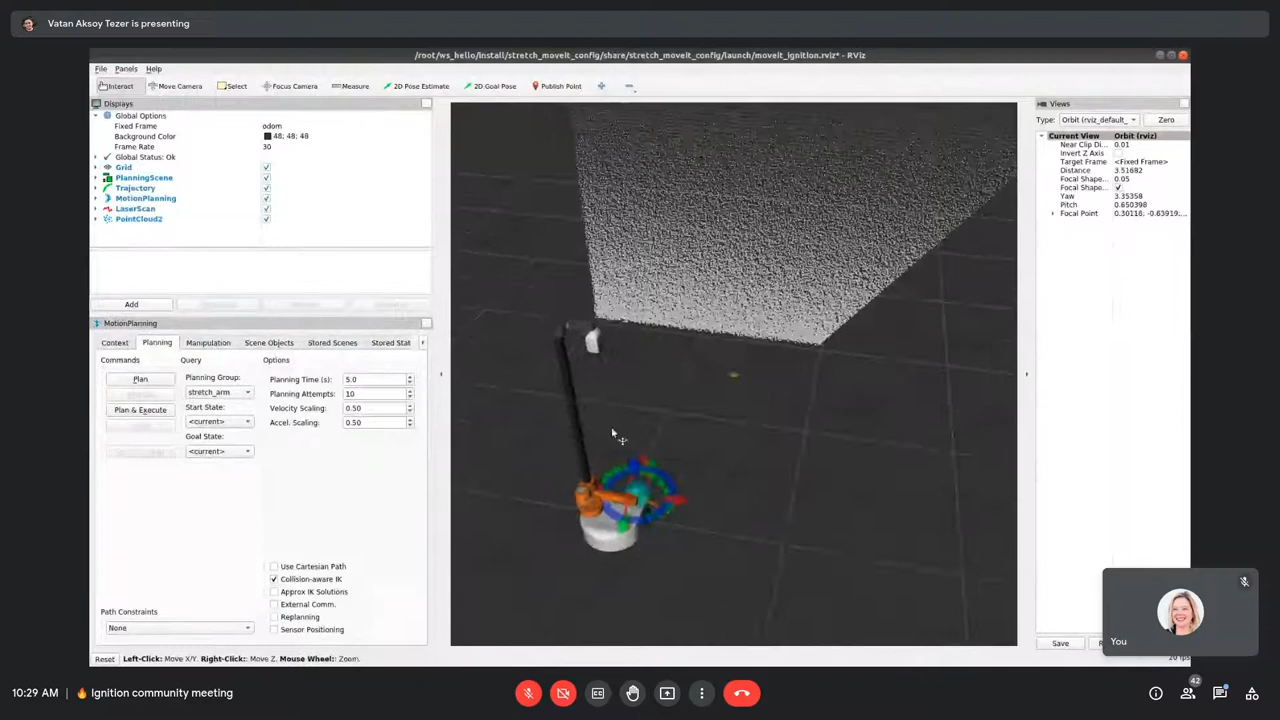 Vatan Aksoy Tezer is presenting
/root/ws_hello/install/stretch_moveit_config/share/stretch_moveit_config/launch/moveit_ignition.rviz* - RViz
File Panels Help
Interact Move Camera Select Focus Camera Measure 2D Pose Estimate 2D Goal Pose Publish Point
Displays
Global Options
Fixed Frame odom
Background Color 48; 48; 48
Frame Rate 30
Global Status: Ok
Grid
PlanningScene
Trajectory
MotionPlanning
LaserScan
PointCloud2
Add
MotionPlanning
Context Planning Manipulation Scene Objects Stored Scenes Stored Stat
Commands Query Options
Plan
Plan & Execute
Planning Group:
stretch_arm
Start State:
<current>
Goal State:
<current>
Planning Time (s): 5.0
Planning Attempts: 10
Velocity Scaling: 0.50
Accel. Scaling: 0.50
Use Cartesian Path
Collision-aware IK
Approx IK Solutions
External Comm.
Replanning
Sensor Positioning
Path Constraints
None
Reset Left-Click: Move X/Y. Right-Click: Move Z. Mouse Wheel: Zoom.
Views
Type: Orbit (rviz_default_ Zero
Current View Orbit (rviz)
Near Clip Di... 0.01
Invert Z Axis
Target Frame <Fixed Frame>
Distance 3.51682
Focal Shape... 0.05
Focal Shape...
Yaw 3.35358
Pitch 0.650398
Focal Point 0.30116; -0.63919;...
Save
20 fps
You
10:29 AM | 🔥 Ignition community meeting
42